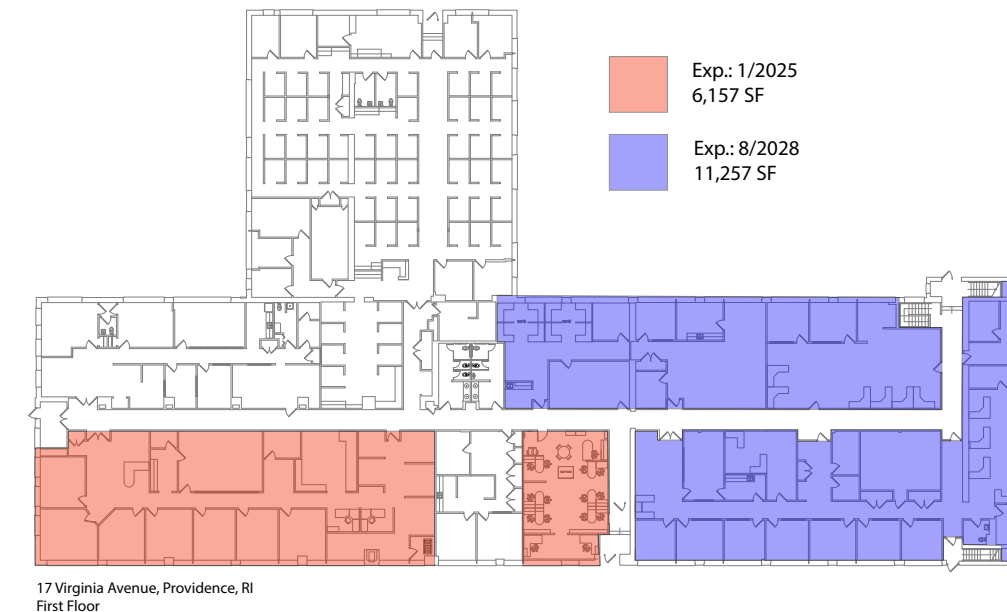 Exp.: 1/2025
6,157 SF
Exp.: 8/2028
11,257 SF
17 Virginia Avenue, Providence, RI
First Floor